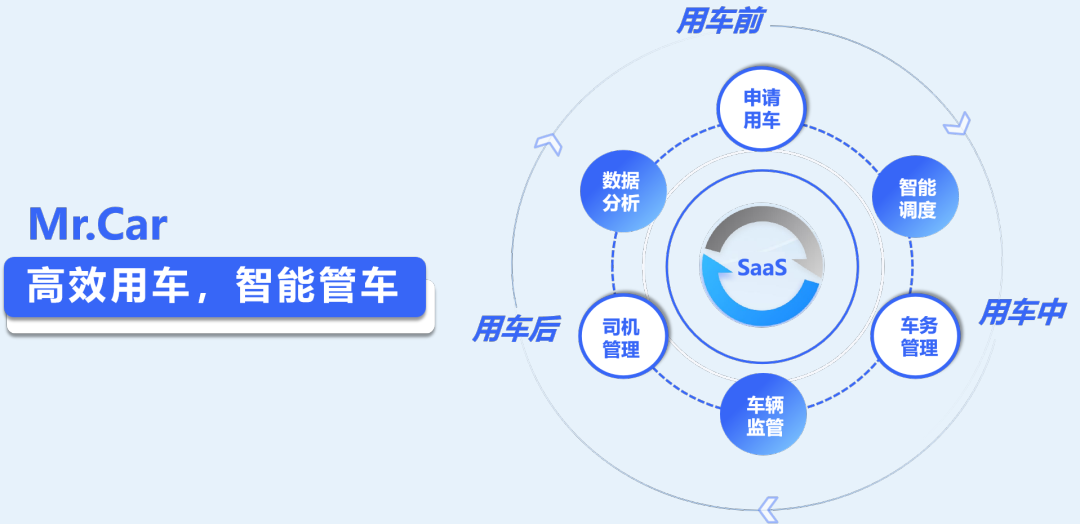 Mr.Car
高效用车，智能管车
用车前
申请
用车
智能
调度
用车中
车务
管理
车辆
监管
司机
管理
用车后
数据
分析
SaaS